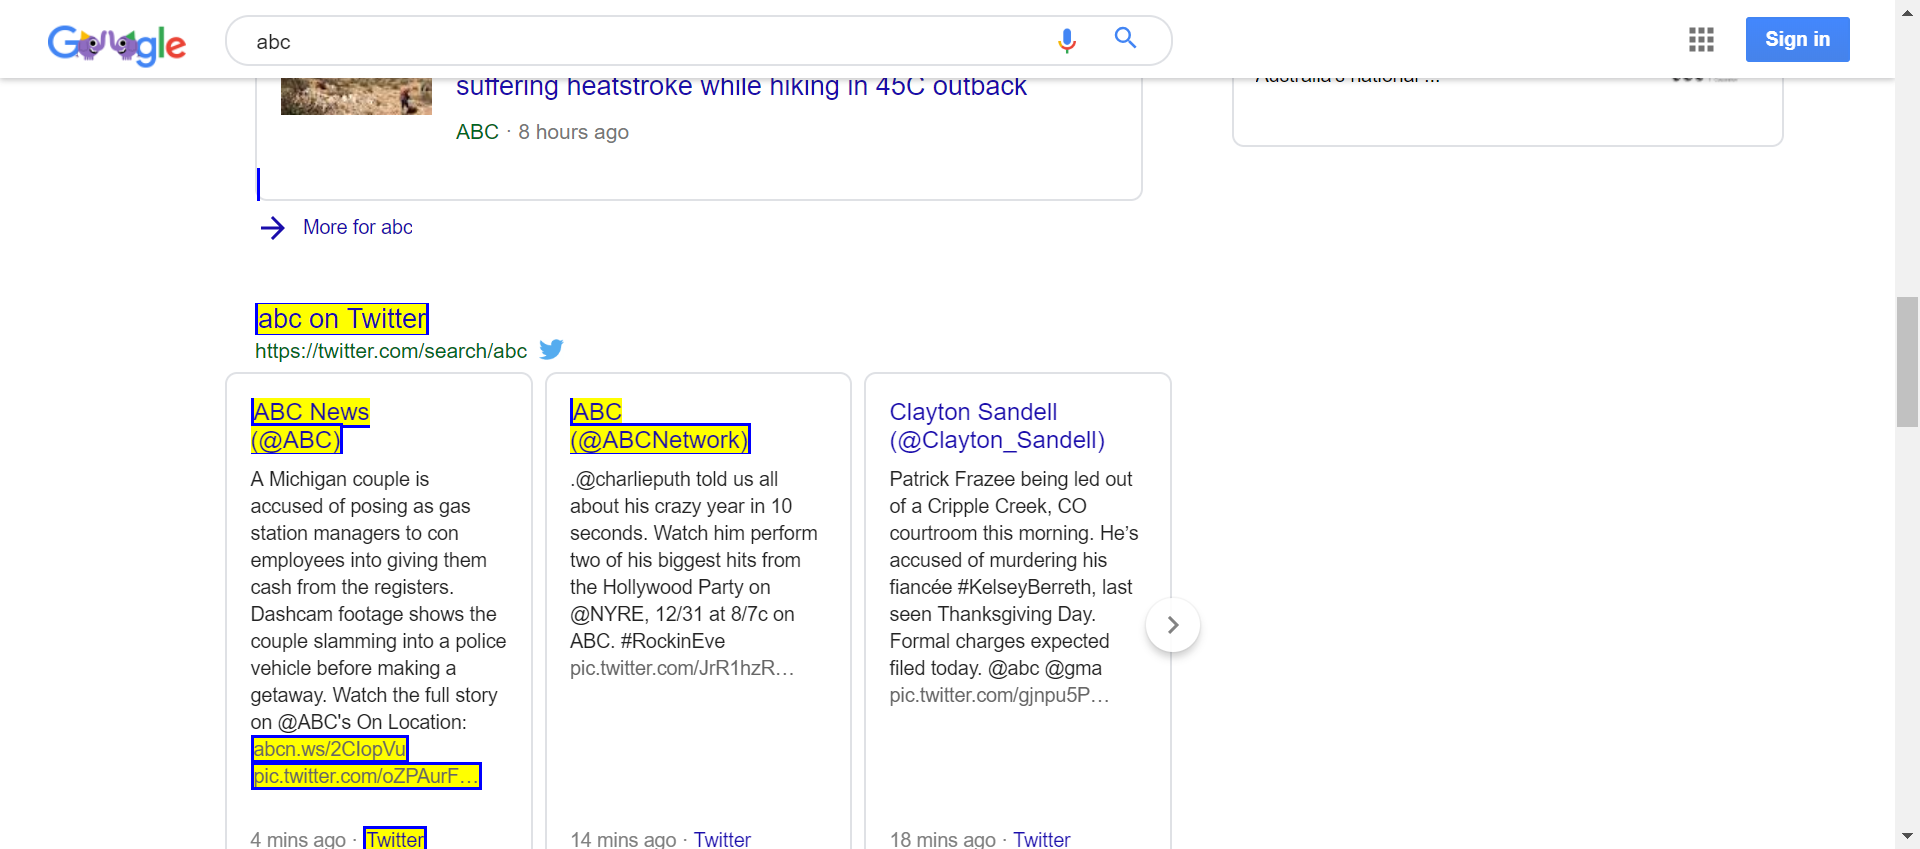 Google
abc
Sign in
suffering heatstroke while hiking in 45C outback
ABC · 8 hours ago
Australia's national ...
More for abc
abc on Twitter
https://twitter.com/search/abc
ABC News
(@ABC)
A Michigan couple is
accused of posing as gas
station managers to con
employees into giving them
cash from the registers.
Dashcam footage shows the
couple slamming into a police
vehicle before making a
getaway. Watch the full story
on @ABC's On Location:
abcn.ws/2CIopVu
pic.twitter.com/oZPAurF…
4 mins ago · Twitter
ABC
(@ABCNetwork)
.@charlieputh told us all
about his crazy year in 10
seconds. Watch him perform
two of his biggest hits from
the Hollywood Party on
@NYRE, 12/31 at 8/7c on
ABC. #RockinEve
pic.twitter.com/JrR1hzR…
14 mins ago · Twitter
Clayton Sandell
(@Clayton_Sandell)
Patrick Frazee being led out
of a Cripple Creek, CO
courtroom this morning. He’s
accused of murdering his
fiancée #KelseyBerreth, last
seen Thanksgiving Day.
Formal charges expected
filed today. @abc @gma
pic.twitter.com/gjnpu5P…
18 mins ago · Twitter